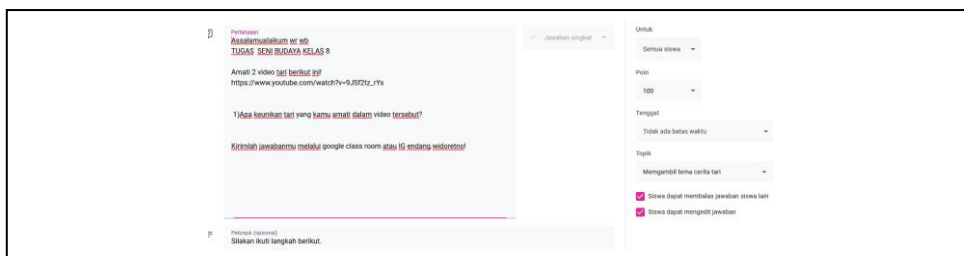 Pertanyaan
Assalamualaikum wr wb
TUGAS SENI BUDAYA KELAS 8
Amati 2 video tari berikut ini!
https://www.youtube.com/watch?v=9JSf2tz_rYs
1)Apa keunikan tari yang kamu amati dalam video tersebut?
Kirimlah jawabanmu melalui google class room atau IG endang.widoretno!
Petunjuk (opsional)
Silakan ikuti langkah berikut.
Jawaban singkat
Untuk
Semua siswa
Poin
100
Tenggat
Tidak ada batas waktu
Topik
Memgambil tema cerita tari
Siswa dapat membalas jawaban siswa lain
Siswa dapat mengedit jawaban